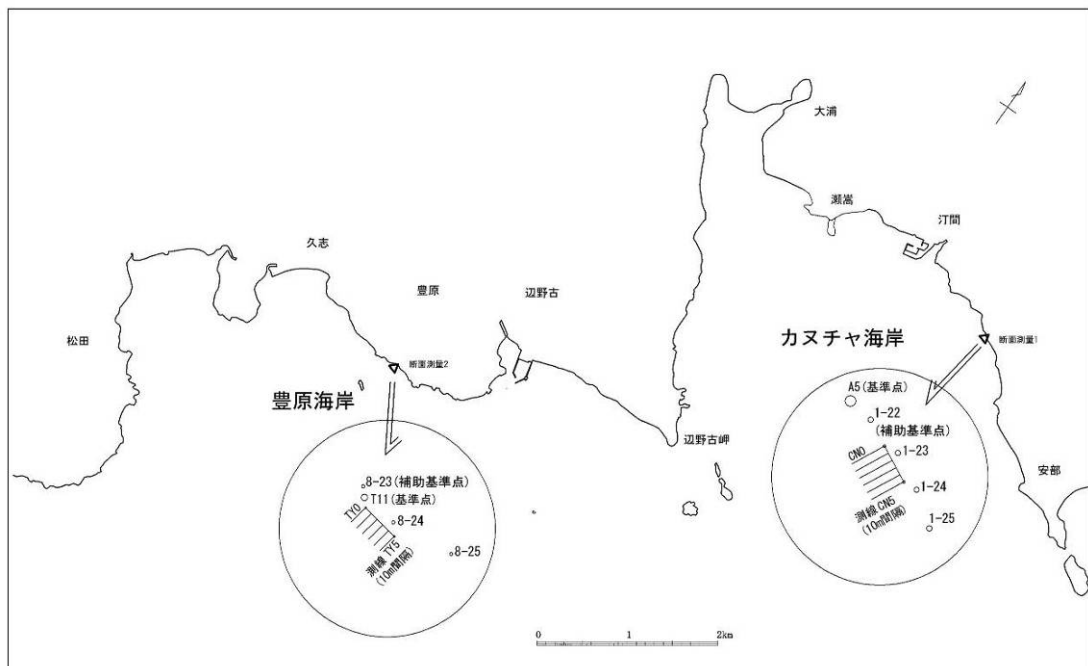 大浦
瀬嵩
汀間
久志
豊原
辺野古
松田
断面測量2
豊原海岸
カヌチャ海岸
断面測量1
A5(基準点)
1-22
(補助基準点)
CN0
1-23
1-24
測線 CN5
(10m間隔)
1-25
安部
辺野古岬
8-23(補助基準点)
T11(基準点)
TY0
8-24
測線 TY5
(10m間隔)
8-25
0 1 2km